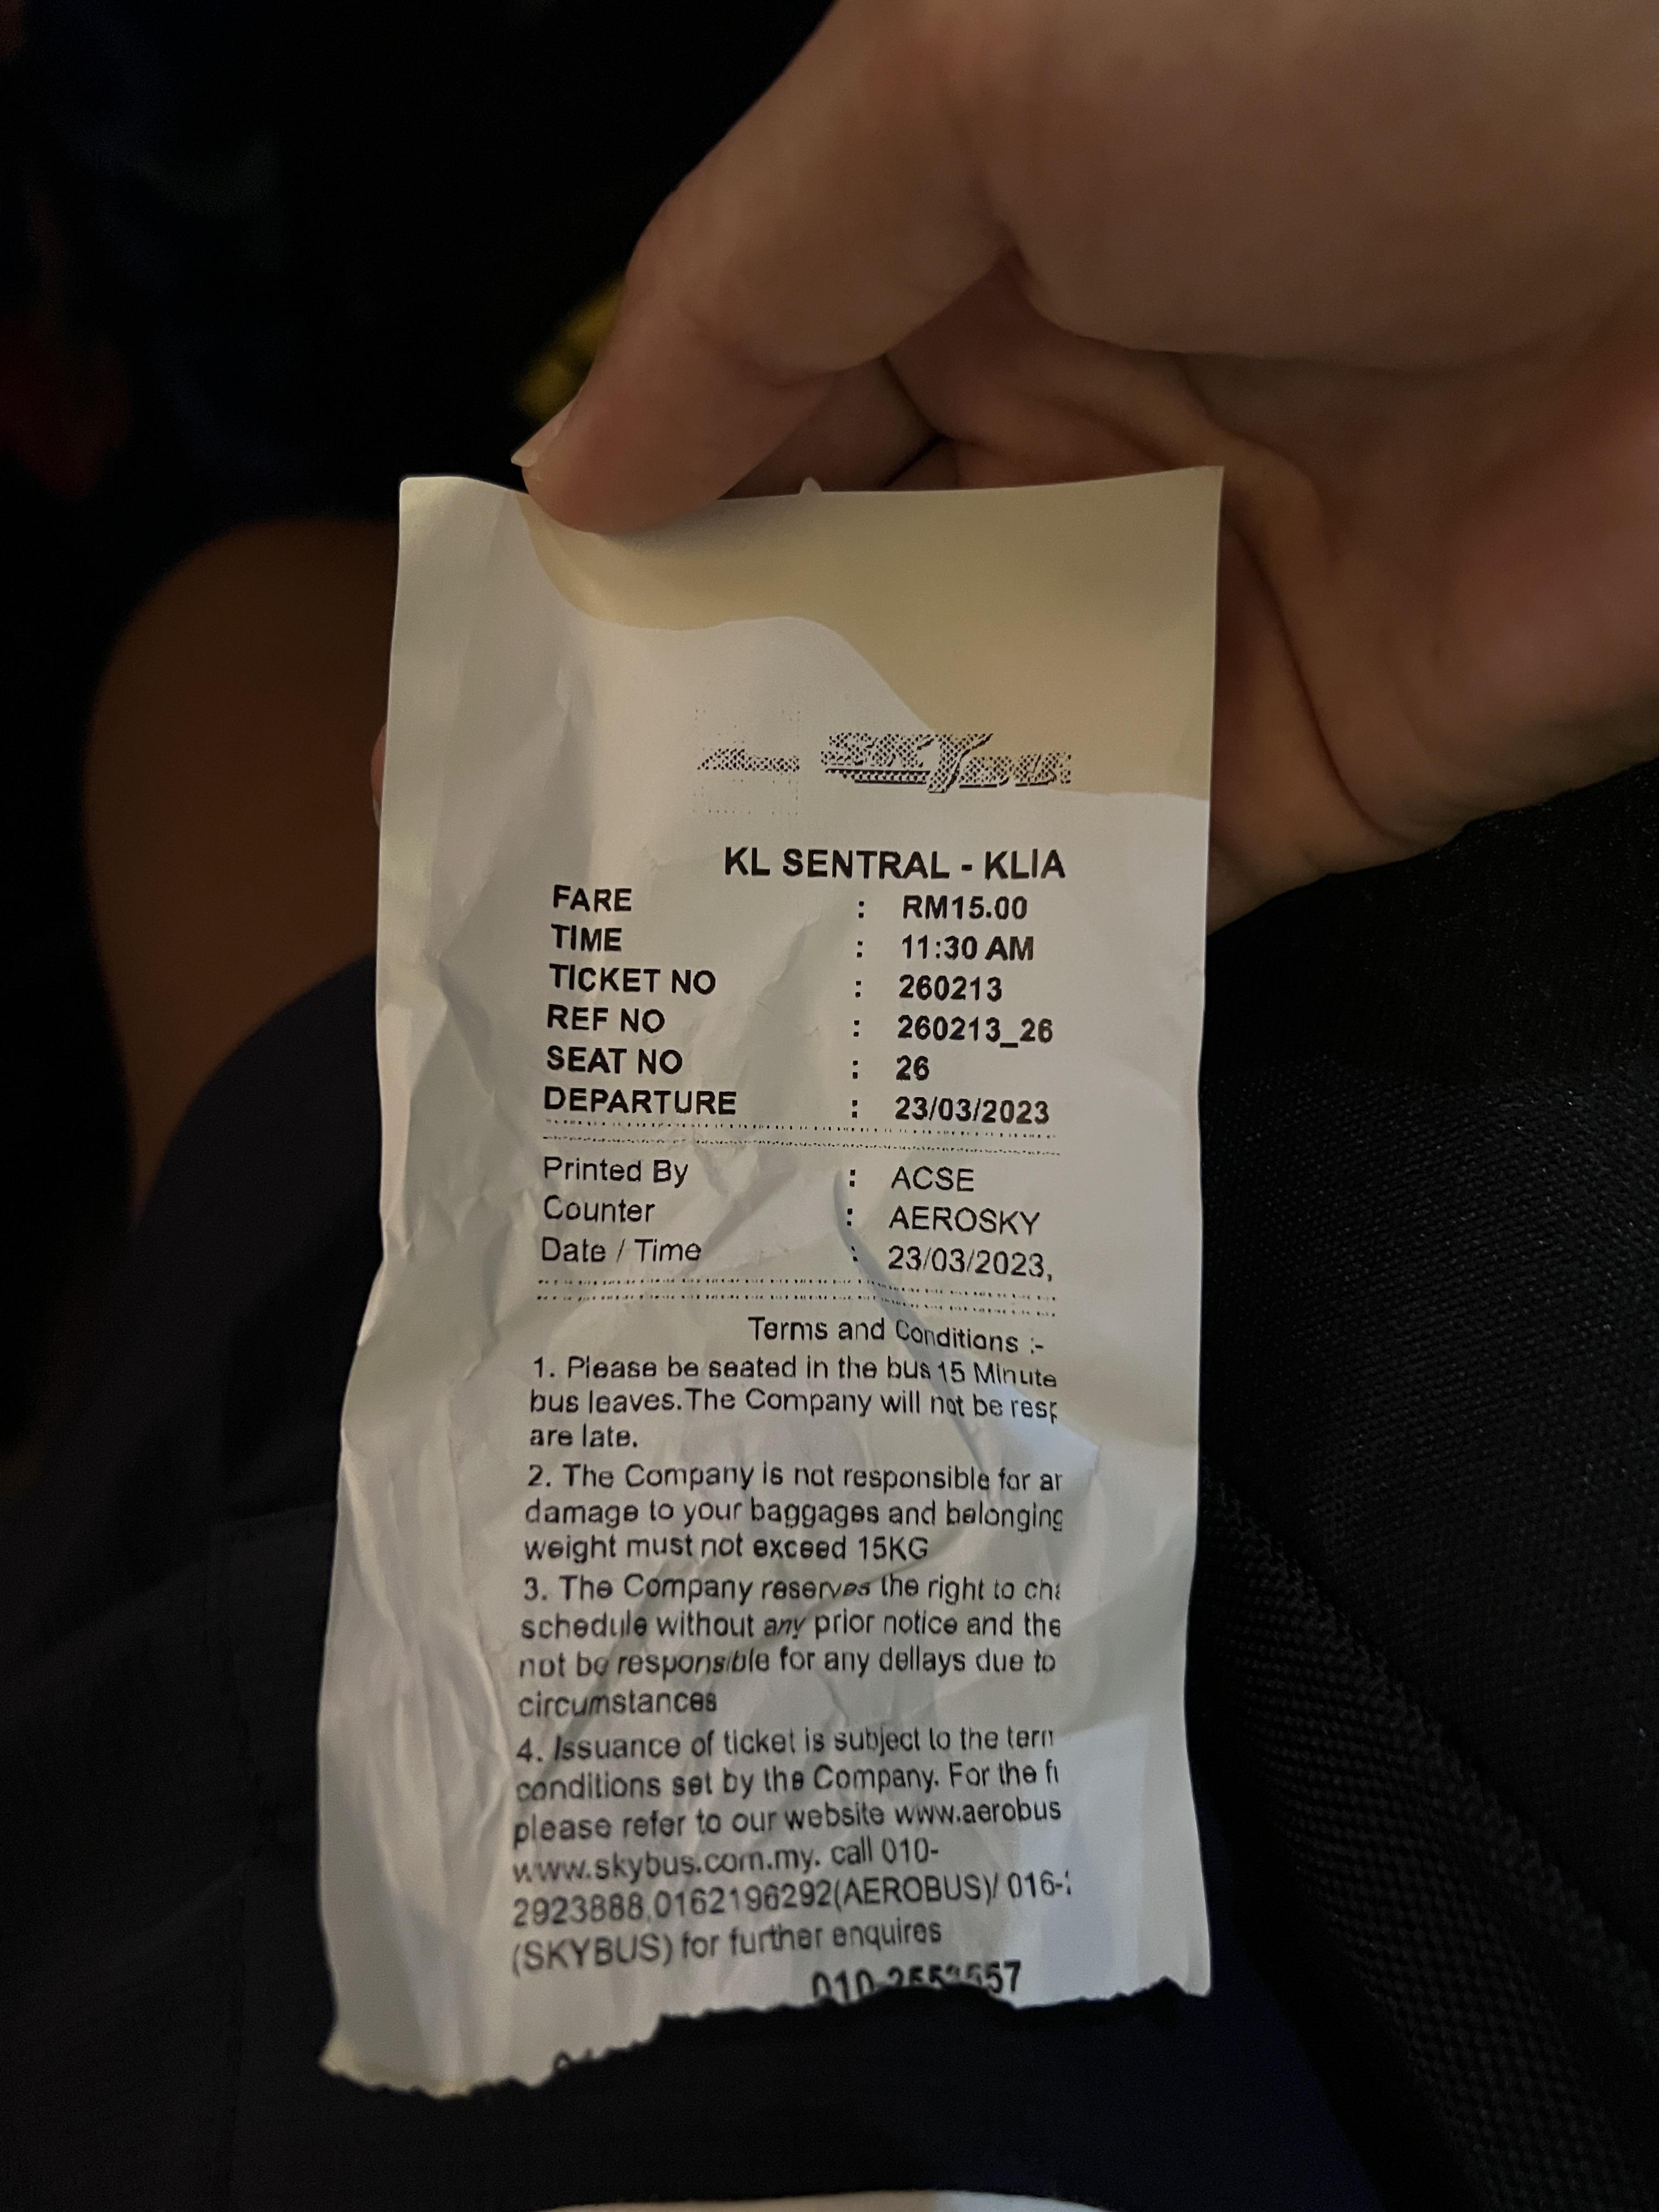 SKYBUS
KL SENTRAL - KLIA
FARE : RM15.00
TIME : 11:30 AM
TICKET NO : 260213
REF NO : 260213_26
SEAT NO : 26
DEPARTURE : 23/03/2023
Printed By : ACSE
Counter : AEROSKY
Date / Time : 23/03/2023,
Terms and Conditions :-
1. Please be seated in the bus 15 Minute
bus leaves.The Company will not be resp
are late.
2. The Company is not responsible for ar
damage to your baggages and belonging
weight must not exceed 15KG
3. The Company reserves the right to cha
schedule without any prior notice and the
not be responsible for any dellays due to
circumstances
4. Issuance of ticket is subject to the tern
conditions set by the Company. For the fi
please refer to our website www.aerobus
www.skybus.com.my. call 010-
2923888,0162196292(AEROBUS)/ 016-
(SKYBUS) for further enquires